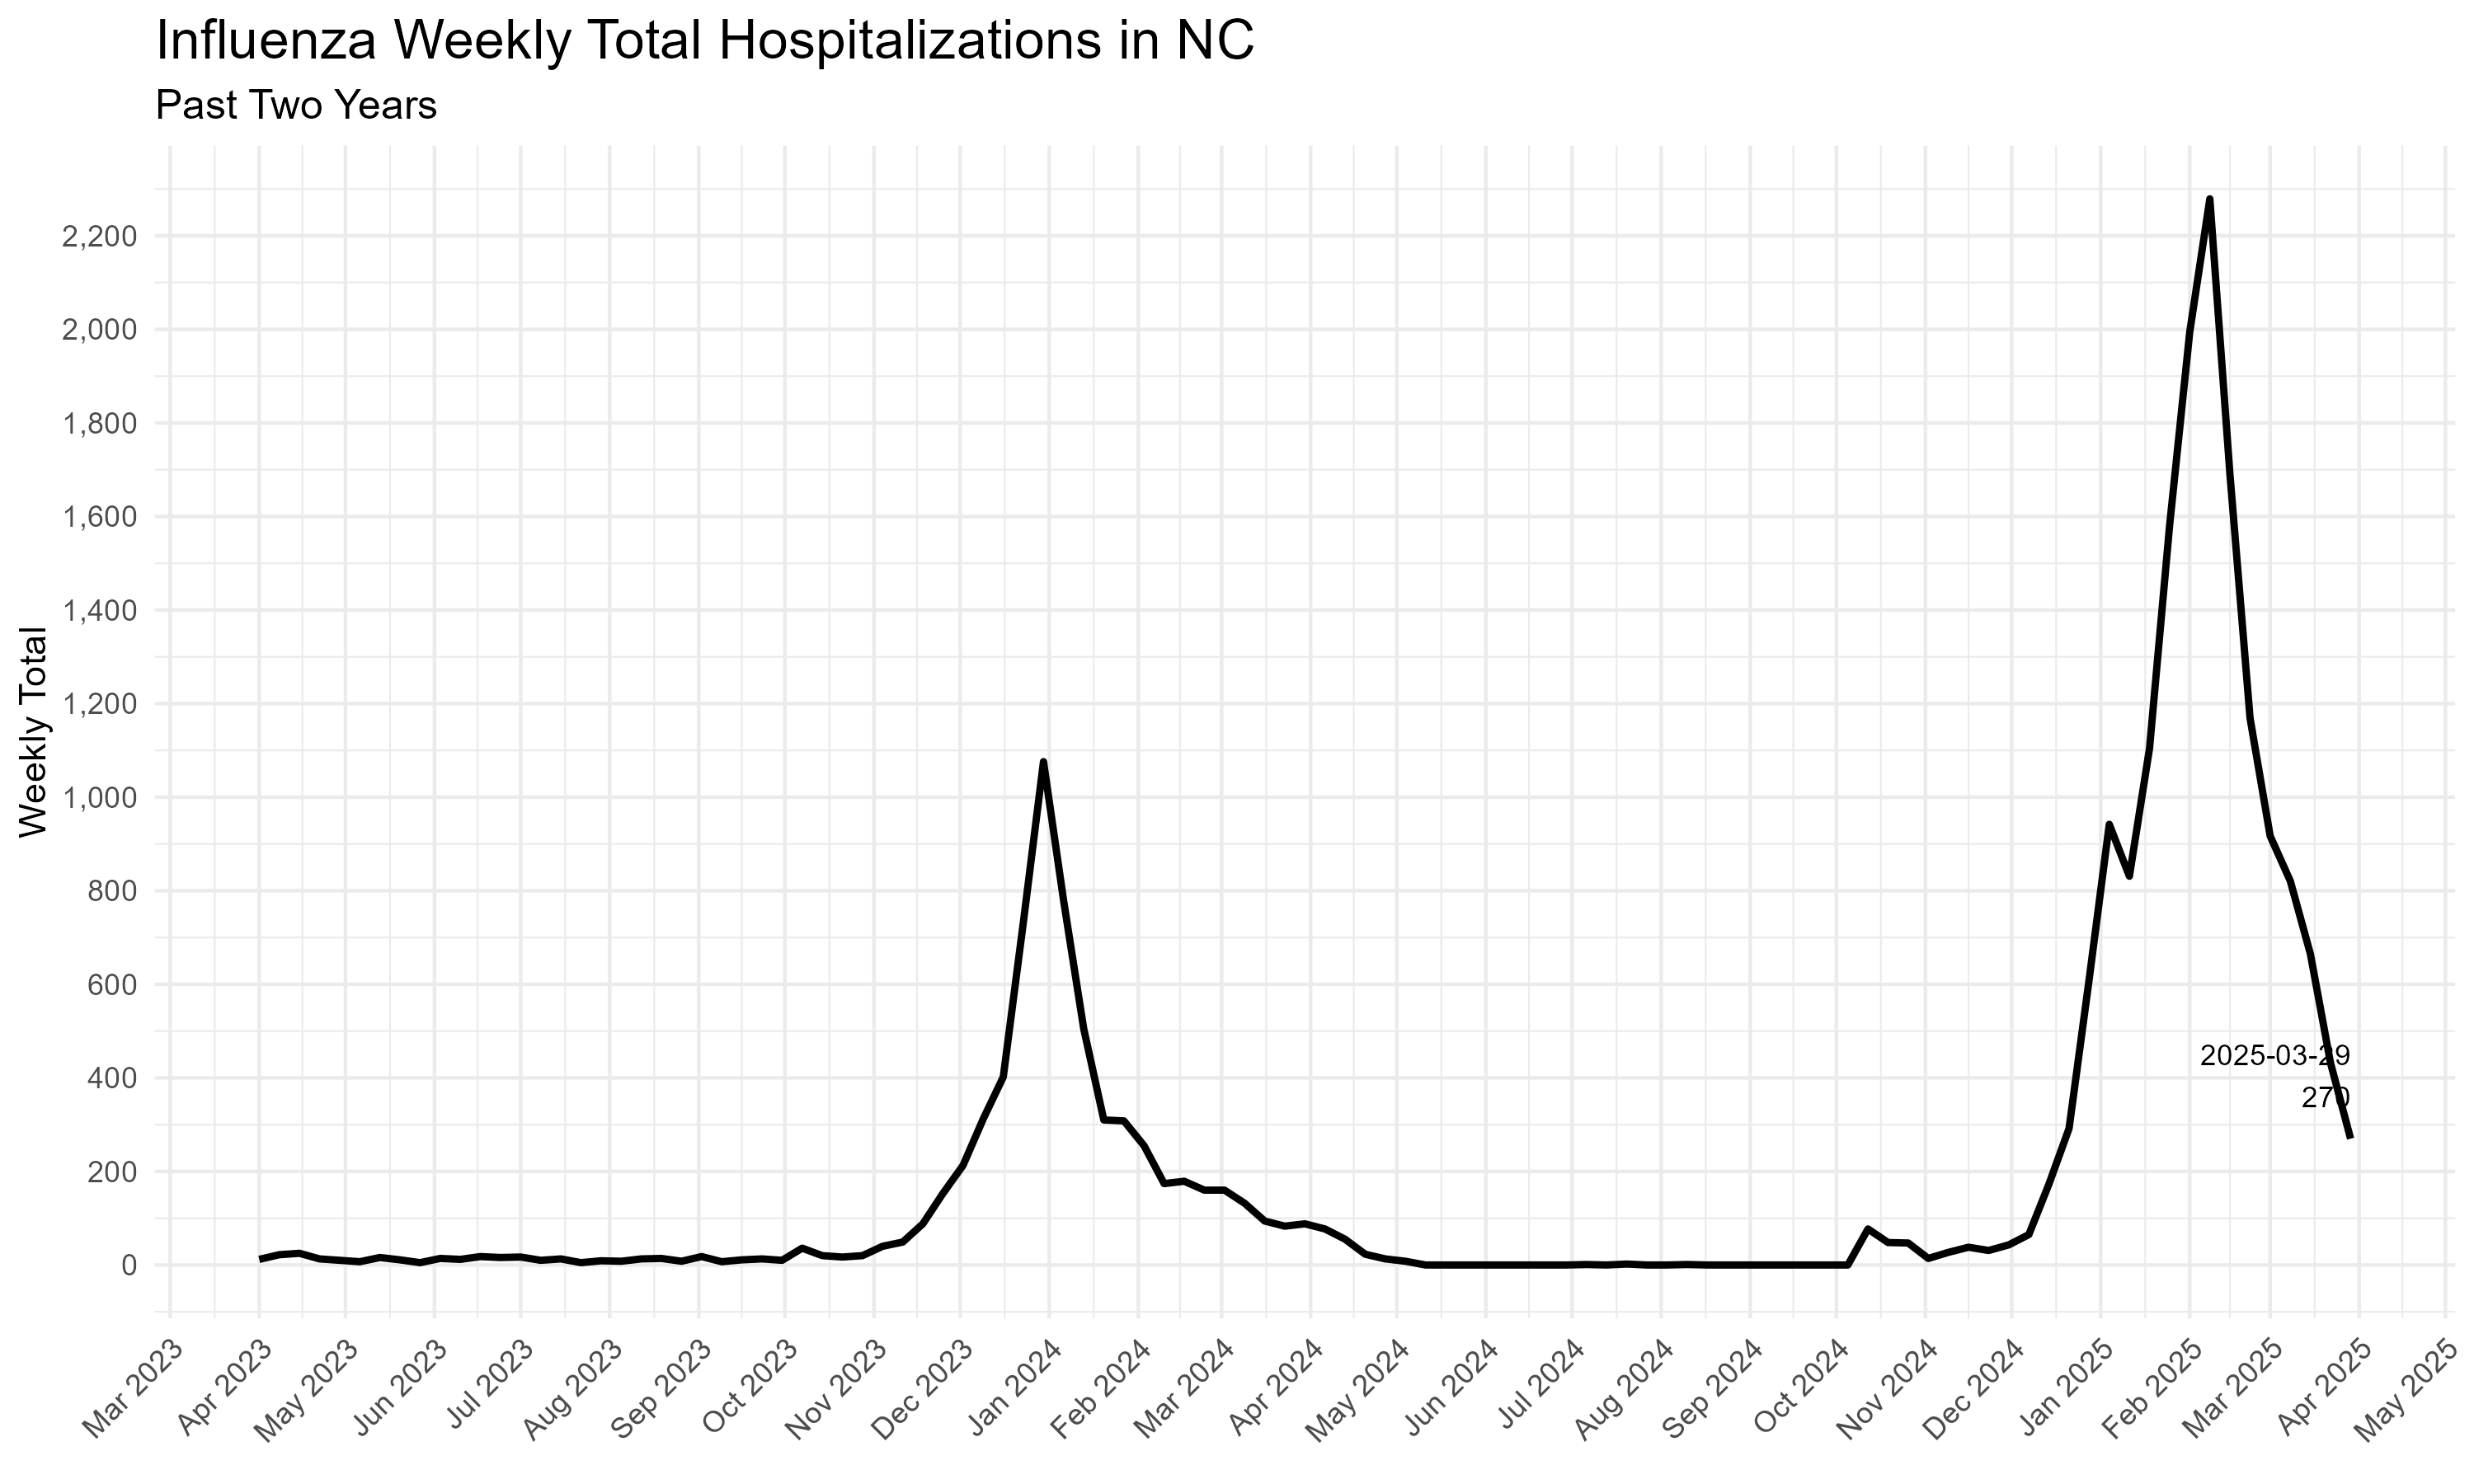 Influenza Weekly Total Hospitalizations in NC
Past Two Years
Weekly Total
2,200
2,000
1,800
1,600
1,400
1,200
1,000
800
600
400
200
0
2025-03-29
270
Mar 2023
Apr 2023
May 2023
Jun 2023
Jul 2023
Aug 2023
Sep 2023
Oct 2023
Nov 2023
Dec 2023
Jan 2024
Feb 2024
Mar 2024
Apr 2024
May 2024
Jun 2024
Jul 2024
Aug 2024
Sep 2024
Oct 2024
Nov 2024
Dec 2024
Jan 2025
Feb 2025
Mar 2025
Apr 2025
May 2025